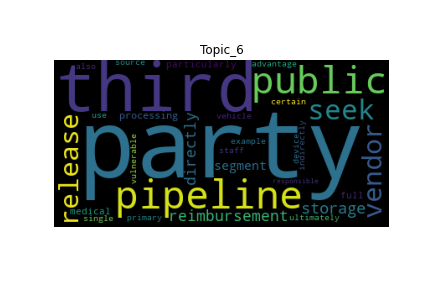 Topic_6
also
source
particularly
advantage
third
public
certain
release
use
processing
directly
vehicle
seek
party
vulnerable
example
staff
device
indirectly
vendor
segment
pipeline
responsible
full
storage
medical
single
primary
reimbursement
ultimately